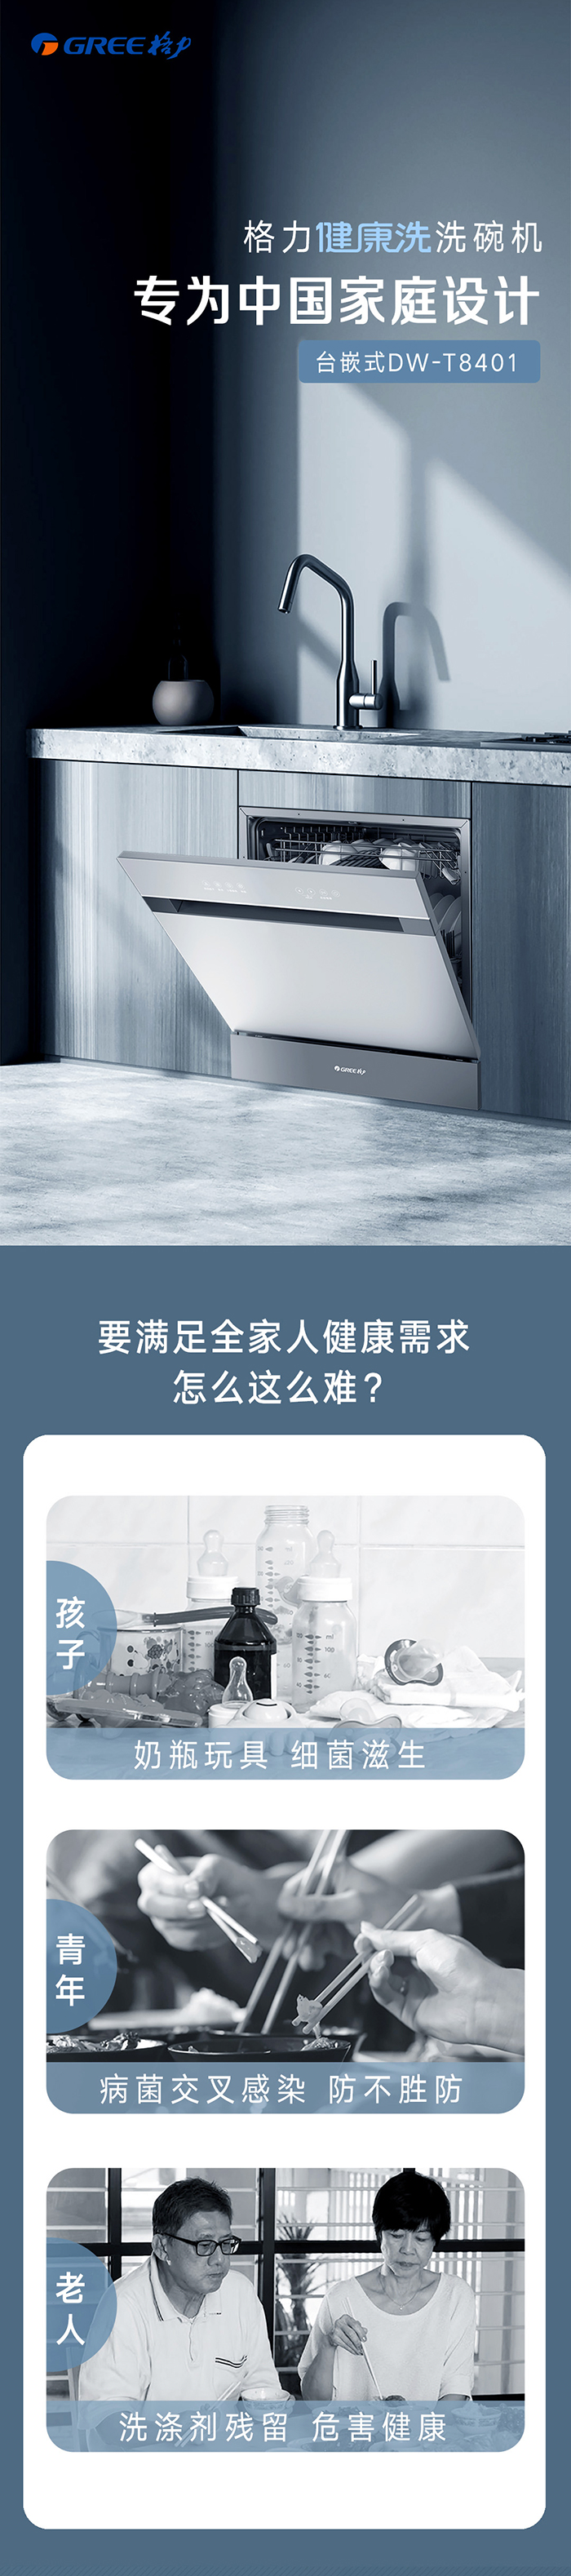 GREE 格力
格力健康洗洗碗机
专为中国家庭设计
台嵌式DW-T8401
GREE 格力
要满足全家人健康需求
怎么这么难?
孩子
奶瓶玩具 细菌滋生
青年
病菌交叉感染 防不胜防
老人
洗涤剂残留 危害健康